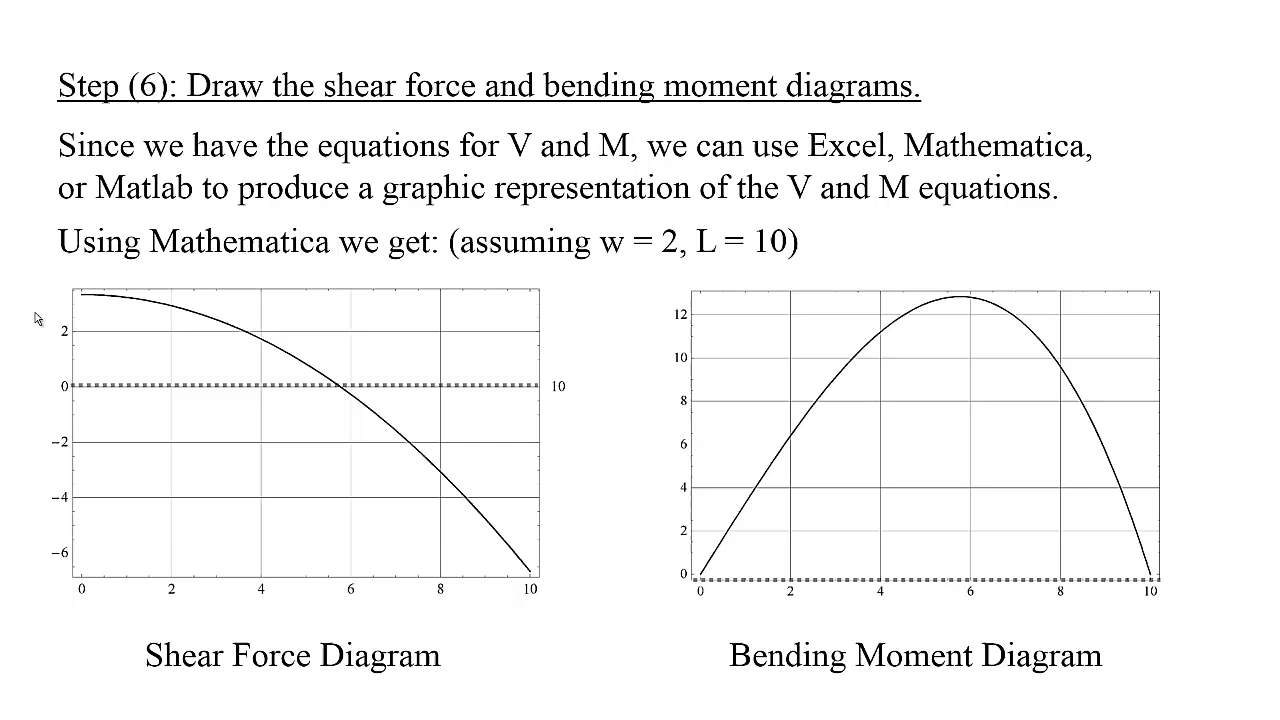 Step (6): Draw the shear force and bending moment diagrams.
Since we have the equations for V and M, we can use Excel, Mathematica,
or Matlab to produce a graphic representation of the V and M equations.
Using Mathematica we get: (assuming w = 2, L = 10)
2
0
10
−2
−4
−6
0 2 4 6 8 10
12
10
8
6
4
2
0
0 2 4 6 8 10
Shear Force Diagram
Bending Moment Diagram